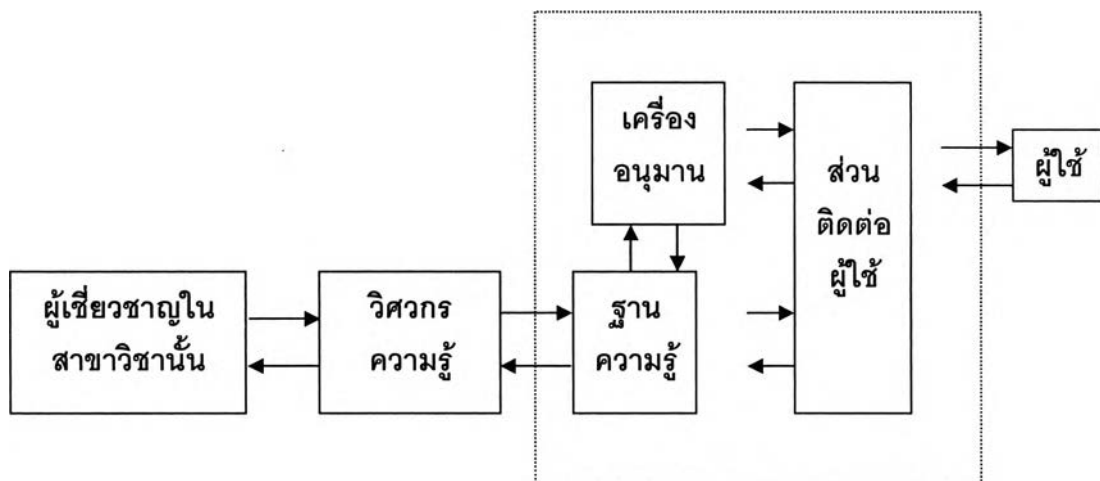 เครื่อง
อนุมาน
ส่วน
ติดต่อ
ผู้ใช้
ผู้ใช้
ผู้เชี่ยวชาญใน
สาขาวิชานั้น
วิศวกร
ความรู้
ฐาน
ความรู้